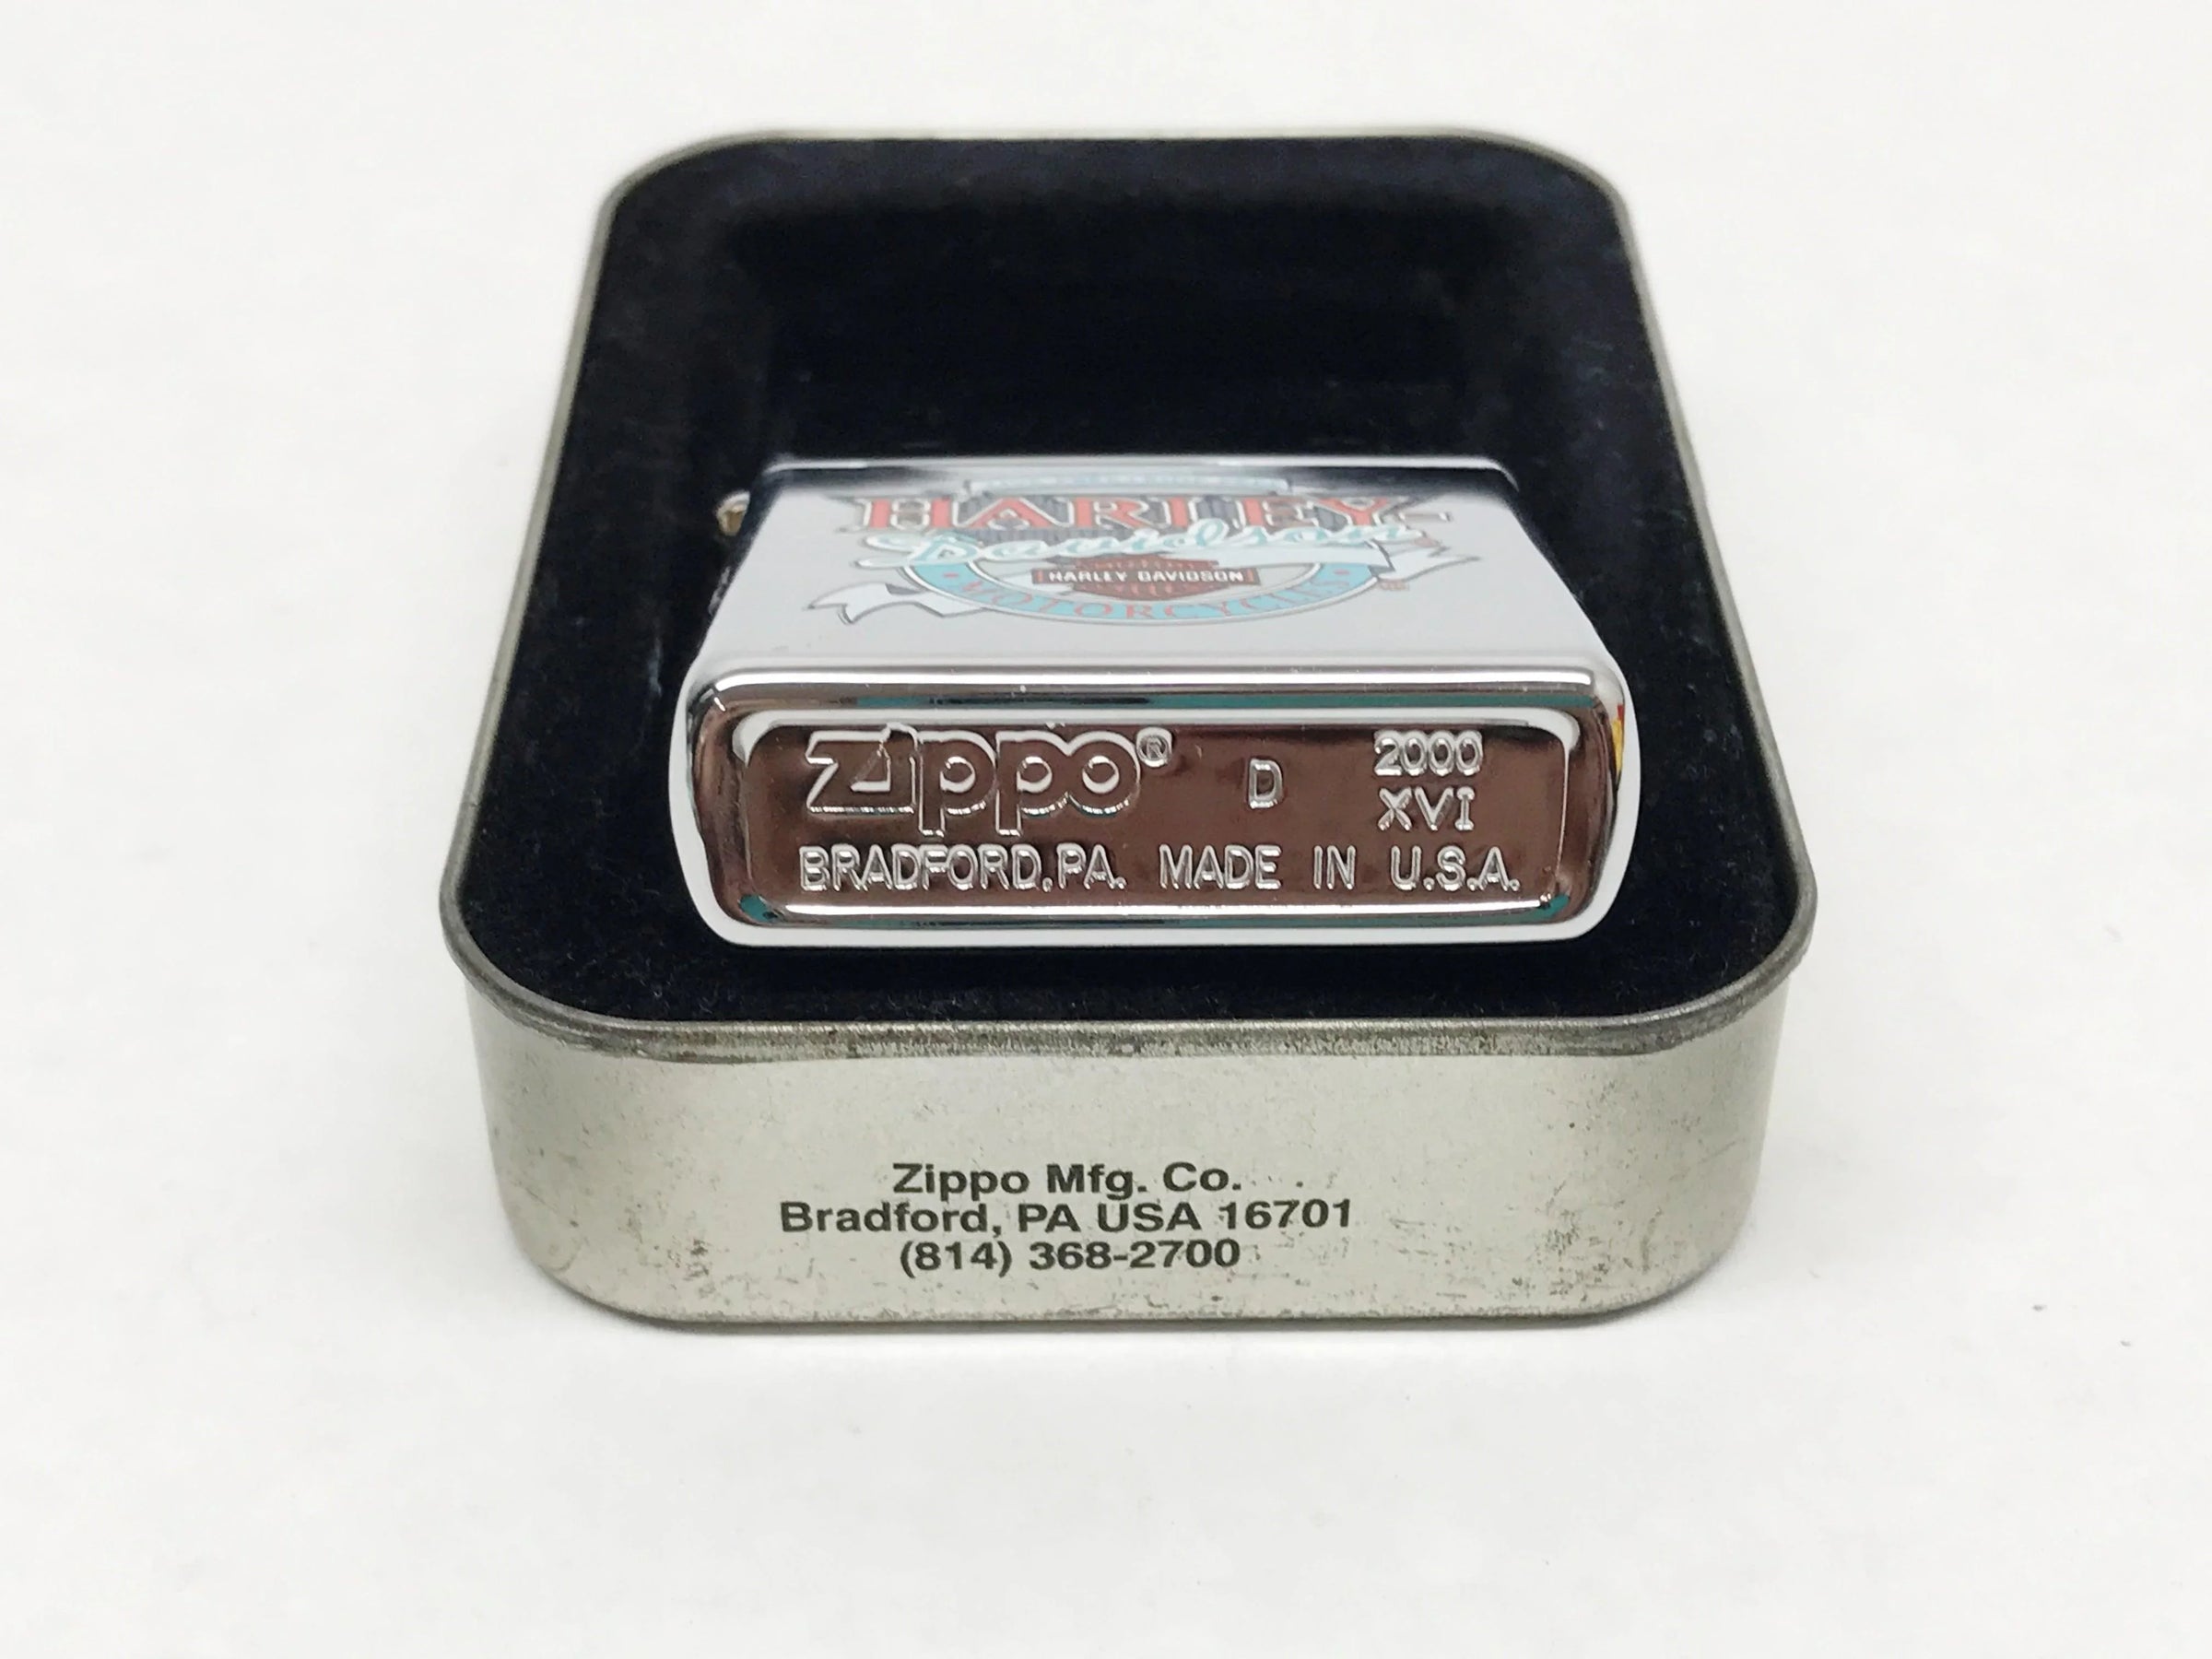 HARLEY-
Davidson
HARLEY-DAVIDSON
MOTORCYCLES
Zippo® D 2000
XVI
BRADFORD, PA. MADE IN U.S.A.
Zippo Mfg. Co.
Bradford, PA USA 16701
(814) 368-2700